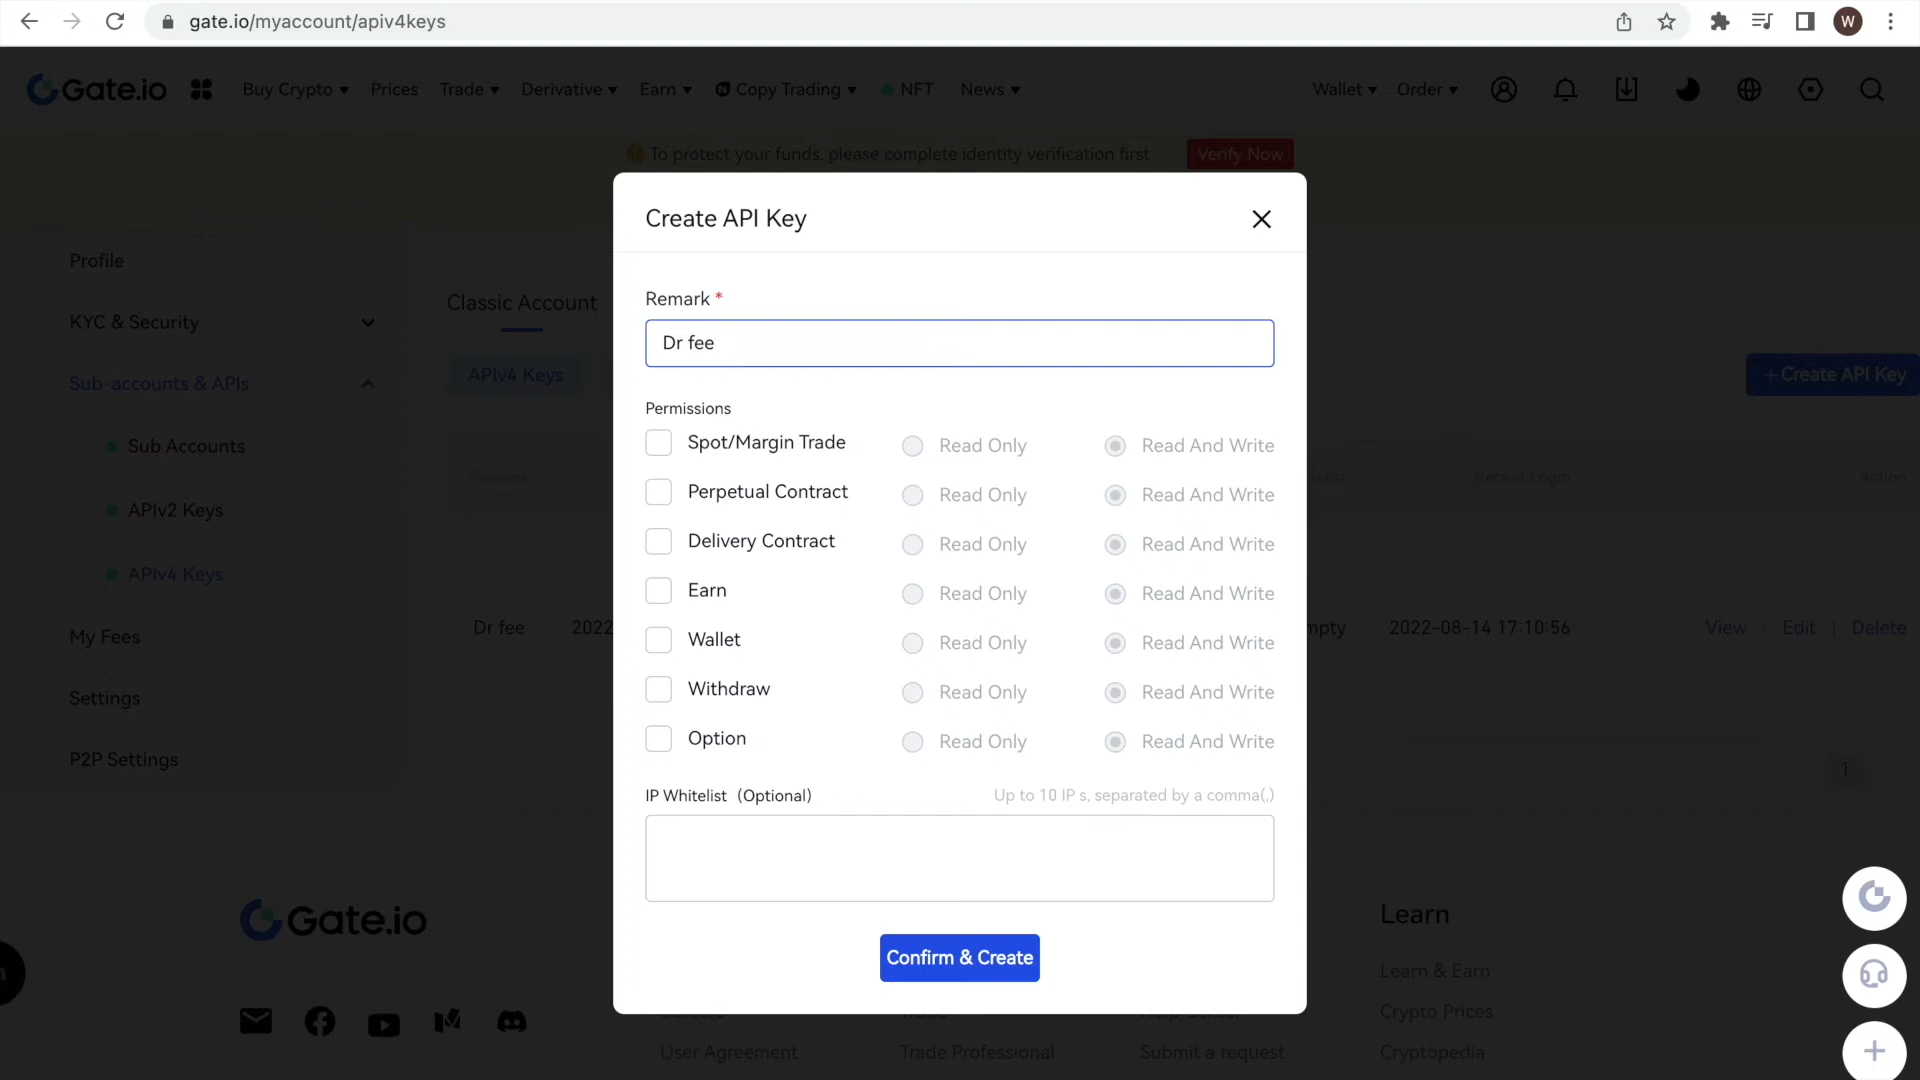 gate.io/myaccount/apiv4keys
W
Gate.io Buy Crypto Prices Trade Derivative Earn Copy Trading NFT News Wallet Order
To protect your funds, please complete identity verification first Verify Now
Create API Key
Profile
KYC & Security
Sub-accounts & APIs
Sub Accounts
APIv2 Keys
APIv4 Keys
My Fees
Settings
P2P Settings
Classic Account
APIv4 Keys
+Create API Key
Remark
Recent Login
Action
Dr fee 2022
mpty 2022-08-14 17:10:56 View Edit | Delete
1
Remark *
Dr fee
Permissions
Spot/Margin Trade Read Only Read And Write
Perpetual Contract Read Only Read And Write
Delivery Contract Read Only Read And Write
Earn Read Only Read And Write
Wallet Read Only Read And Write
Withdraw Read Only Read And Write
Option Read Only Read And Write
IP Whitelist (Optional) Up to 10 IP s, separated by a comma(,)
Confirm & Create
Gate.io
Learn
Learn & Earn
Crypto Prices
Cryptopedia
User Agreement
Trade Professional
Submit a request